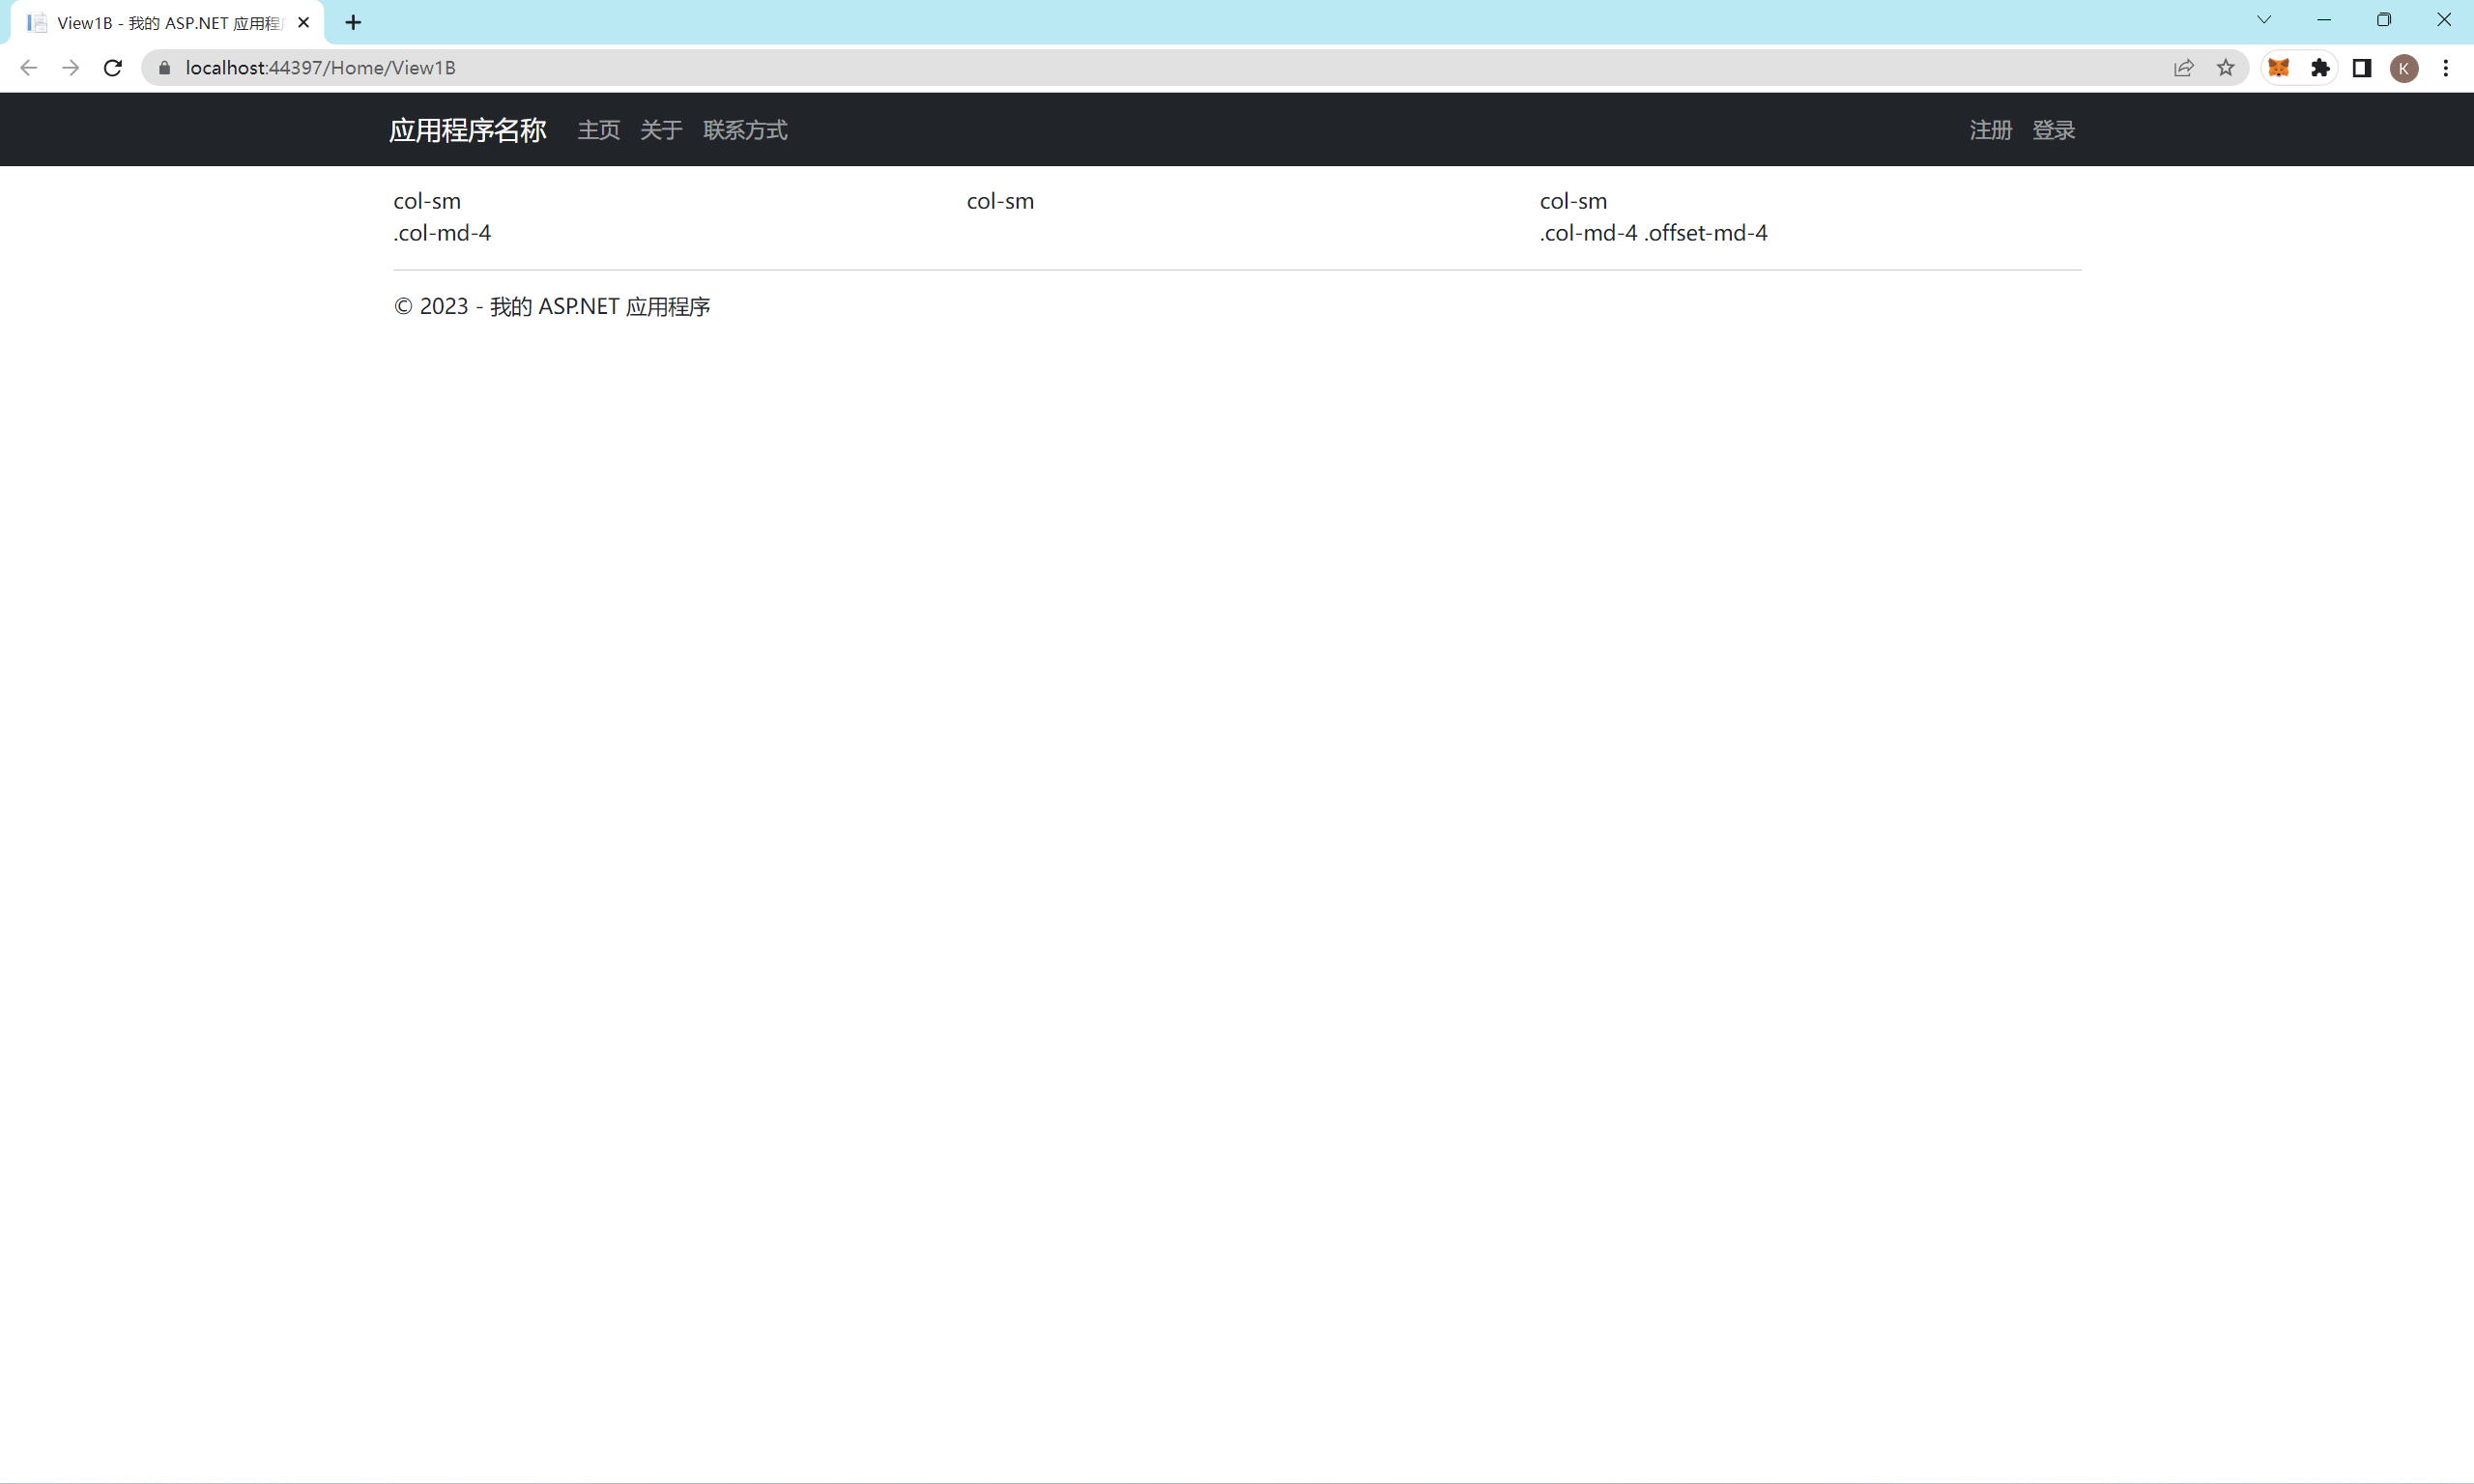 View1B - 我的 ASP.NET 应用程
localhost:44397/Home/View1B
K
应用程序名称 主页 关于 联系方式 注册 登录
col-sm col-sm col-sm
.col-md-4 .col-md-4 .offset-md-4
© 2023 - 我的 ASP.NET 应用程序